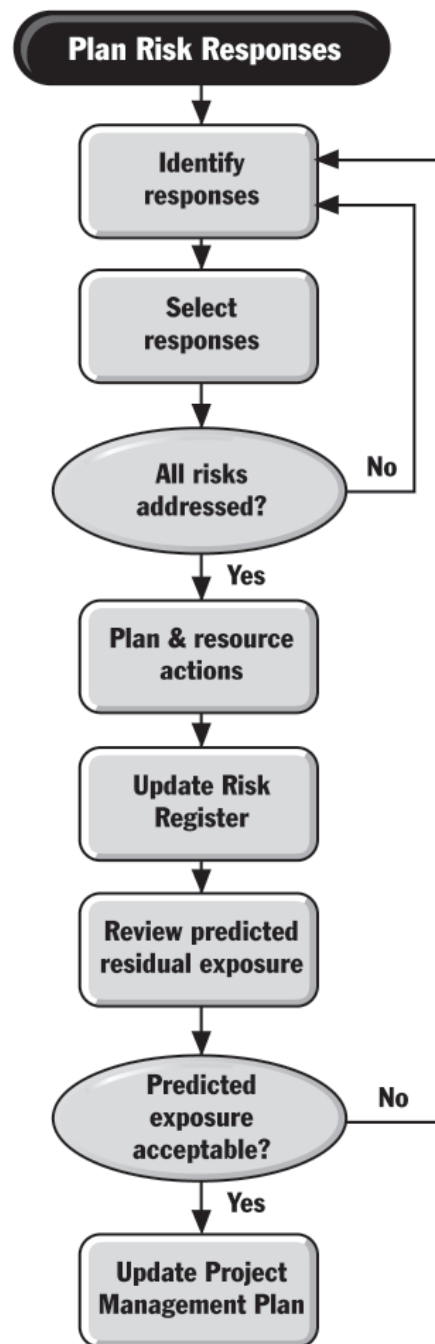 Plan Risk Responses
Identify
responses
Select
responses
All risks
addressed?
No
Yes
Plan & resource
actions
Update Risk
Register
Review predicted
residual exposure
Predicted
exposure
acceptable?
No
Yes
Update Project
Management Plan